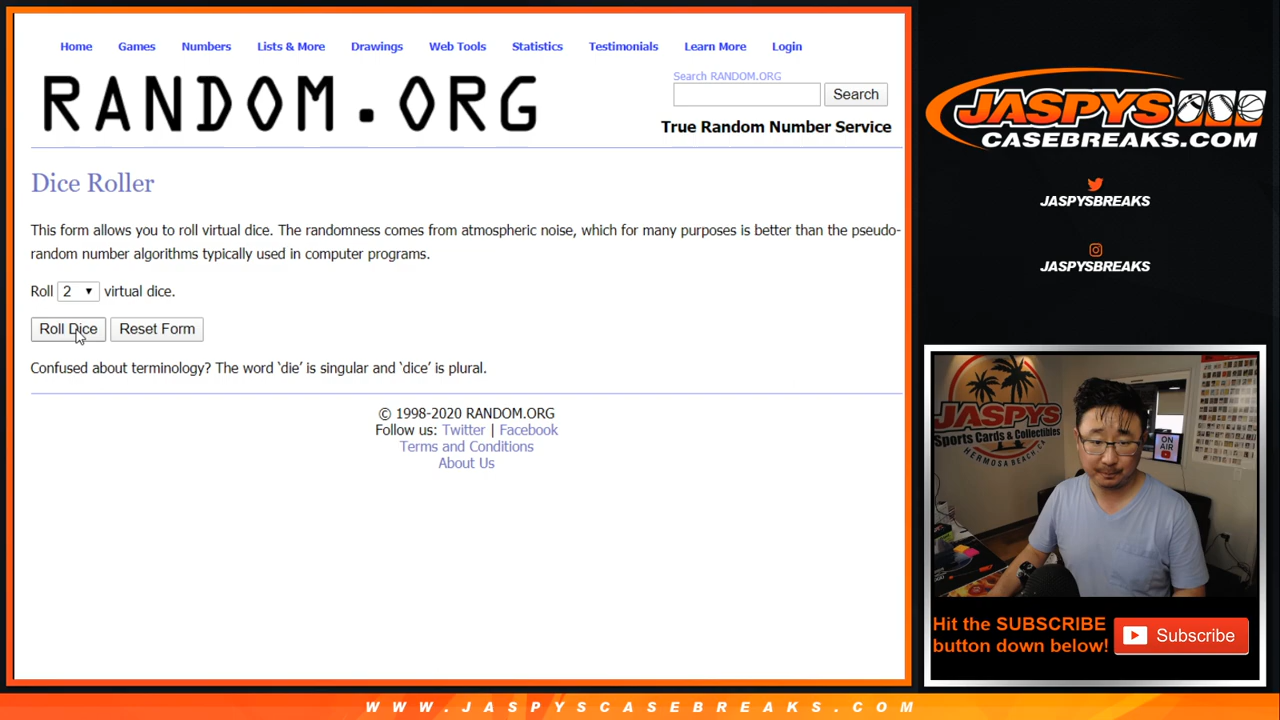 Home Games Numbers Lists & More Drawings Web Tools Statistics Testimonials Learn More Login
RANDOM.ORG
Search RANDOM.ORG
Search
True Random Number Service
Dice Roller
This form allows you to roll virtual dice. The randomness comes from atmospheric noise, which for many purposes is better than the pseudo-
random number algorithms typically used in computer programs.
Roll 2 virtual dice.
Roll Dice Reset Form
Confused about terminology? The word ‘die’ is singular and ‘dice’ is plural.
© 1998-2020 RANDOM.ORG
Follow us: Twitter | Facebook
Terms and Conditions
About Us
JASPYS
CASEBREAKS.COM
JASPYSBREAKS
JASPYSBREAKS
JASPYS
Sports Cards & Collectibles
HERMOSA BEACH, CA
ON
AIR
Hit the SUBSCRIBE
button down below!
Subscribe
WWW.JASPYSCASEBREAKS.COM